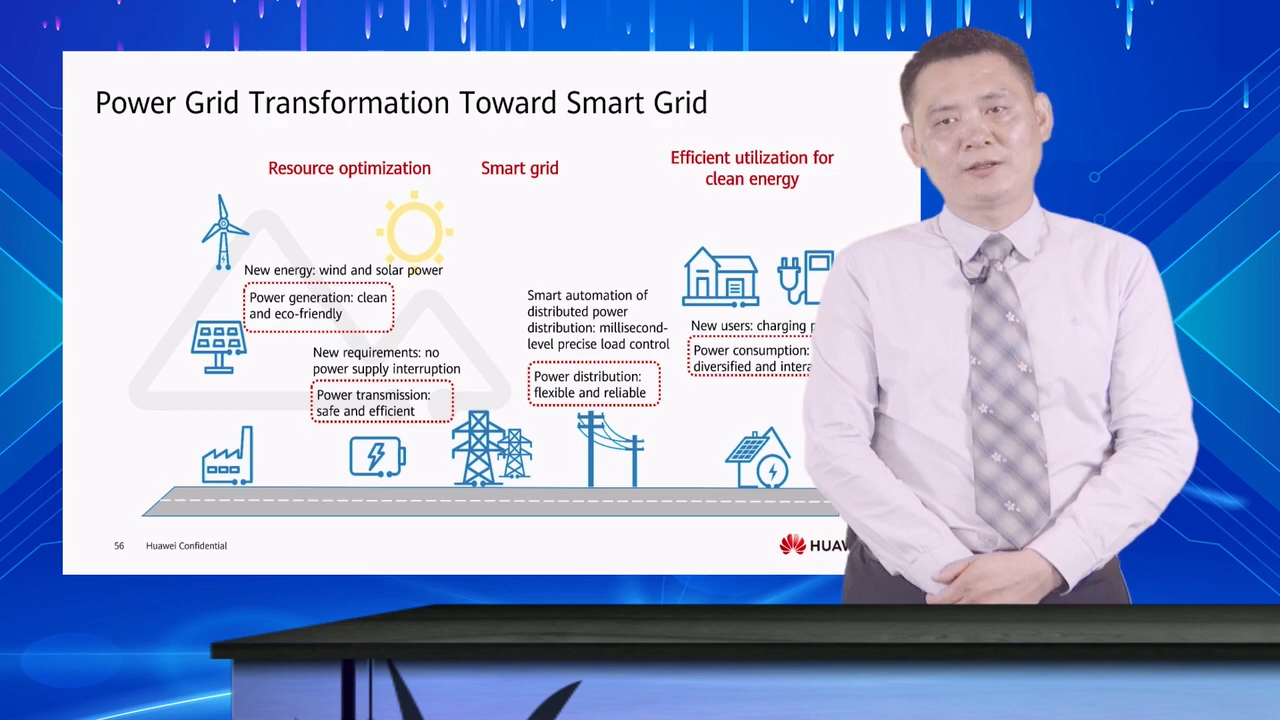 Power Grid Transformation Toward Smart Grid
Resource optimization
Smart grid
Efficient utilization for
clean energy
New energy: wind and solar power
Power generation: clean
and eco-friendly
New requirements: no
power supply interruption
Power transmission:
safe and efficient
Smart automation of
distributed power
distribution: millisecond-
level precise load control
Power distribution:
flexible and reliable
New users: charging
Power consumption:
diversified and
56
Huawei Confidential